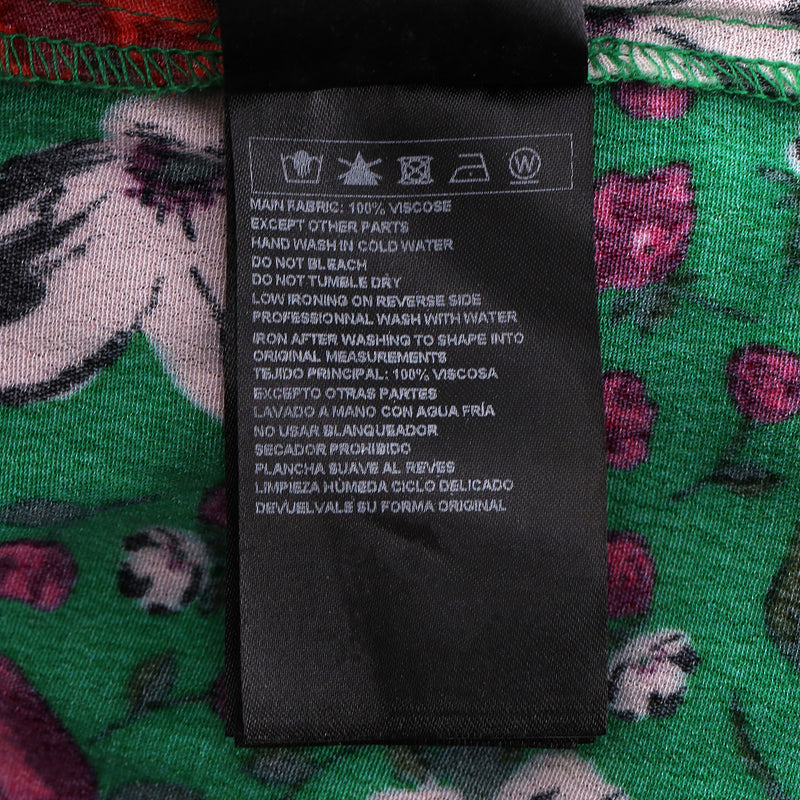 W
MAIN FABRIC: 100% VISCOSE
EXCEPT OTHER PARTS
HAND WASH IN COLD WATER
DO NOT BLEACH
DO NOT TUMBLE DRY
LOW IRONING ON REVERSE SIDE
PROFESSIONNAL WASH WITH WATER
IRON AFTER WASHING TO SHAPE INTO
ORIGINAL MEASUREMENTS
TEJIDO PRINCIPAL: 100% VISCOSA
EXCEPTO OTRAS PARTES
LAVADO A MANO CON AGUA FRÍA
NO USAR BLANQUEADOR
SECADOR PROHIBIDO
PLANCHA SUAVE AL REVES
LIMPIEZA HÚMEDA CICLO DELICADO
DEVUELVALE SU FORMA ORIGINAL